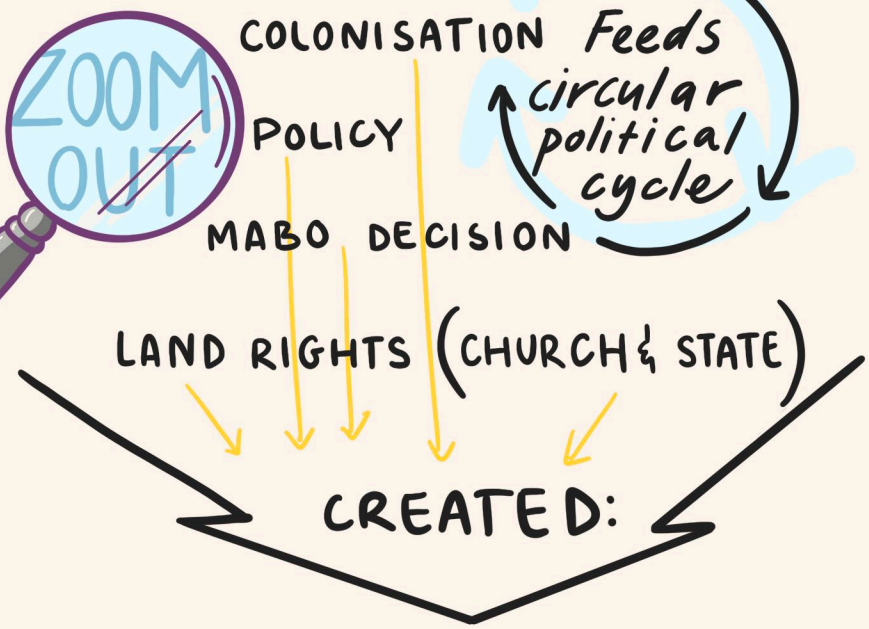 ZOOM
OUT
COLONISATION
POLICY
MABO DECISION
Feeds
circular
political
cycle
LAND RIGHTS (CHURCH & STATE)
CREATED: